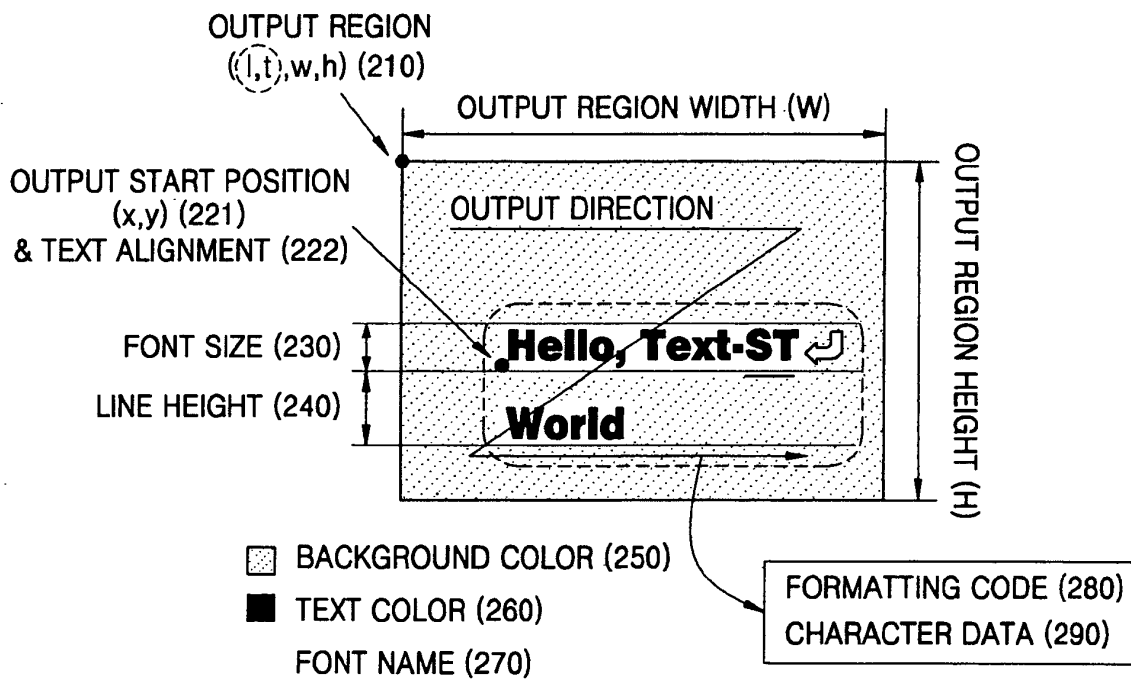 OUTPUT REGION
(l,t),w,h) (210)
OUTPUT REGION WIDTH (W)
OUTPUT REGION HEIGHT (H)
OUTPUT START POSITION
(x,y) (221)
& TEXT ALIGNMENT (222)
OUTPUT DIRECTION
FONT SIZE (230)
Hello, Text-ST
LINE HEIGHT (240)
World
BACKGROUND COLOR (250)
TEXT COLOR (260)
FONT NAME (270)
FORMATTING CODE (280)
CHARACTER DATA (290)